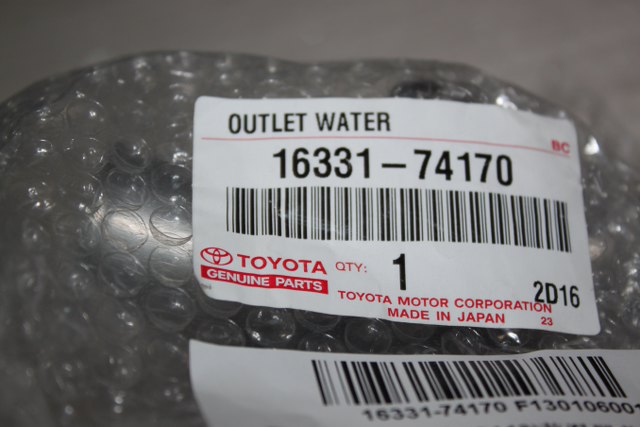 OUTLET WATER
BC
16331-74170
TOYOTA QTY: 1
GENUINE PARTS
2D16
TOYOTA MOTOR CORPORATION
MADE IN JAPAN 23
16331-74170 F130106001